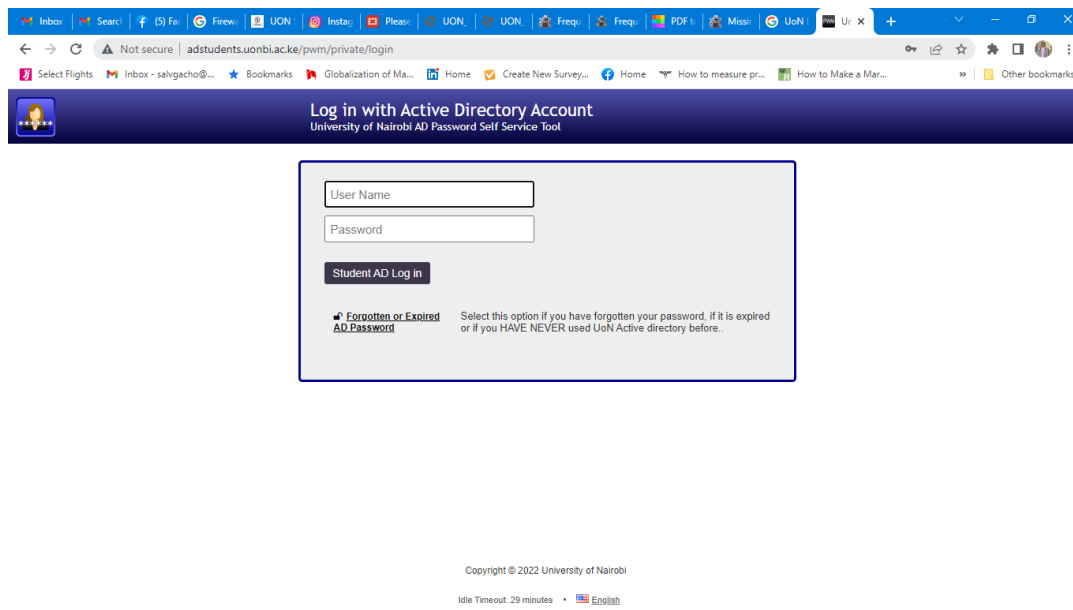 Inbox
Search
(5) Fac
Firewa
UON
Instag
Please
UON_
UON_
Frequ
Frequ
PDF to
Missin
UoN
Un
Not secure | adstudents.uonbi.ac.ke/pwm/private/login
Select Flights
Inbox - salvgacho@...
Bookmarks
Globalization of Ma...
Home
Create New Survey...
Home
How to measure pr...
How to Make a Mar...
»
Other bookmarks
******
Log in with Active Directory Account
University of Nairobi AD Password Self Service Tool
User Name
Password
Student AD Log in
Forgotten or Expired
AD Password
Select this option if you have forgotten your password, if it is expired
or if you HAVE NEVER used UoN Active directory before..
Copyright © 2022 University of Nairobi
Idle Timeout: 29 minutes • English